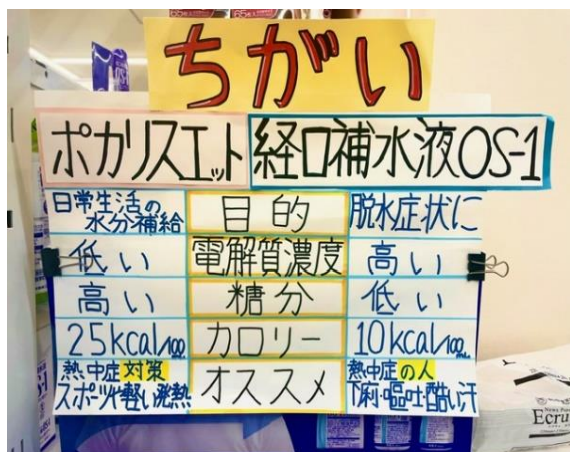 ちがい
ポカリスエット 経口補水液OS-1
日常生活の
水分補給
目的
脱水症状に
低い 電解質濃度 高い
高い 糖分 低い
25kcal/100 カロリー 10kcal/100
熱中症対策
スポーツや軽い発熱
オススメ
熱中症の人
下痢・嘔吐・酷い汗
Ecru